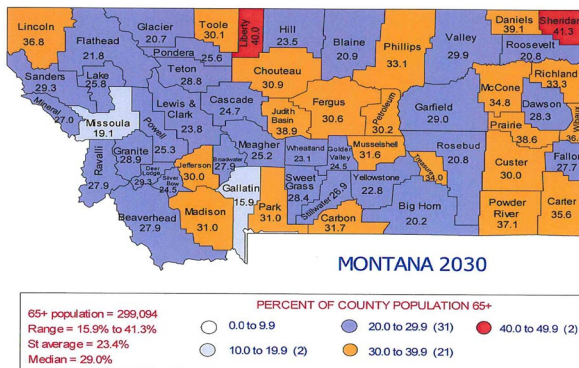 Lincoln
36.8
Flathead
21.8
Glacier
20.7
Toole
30.1
Liberty
40.0
Hill
23.5
Blaine
20.9
Phillips
33.1
Valley
29.9
Daniels
39.1
Sheridan
41.3
Roosevelt
20.8
Pondera
25.6
Sanders
29.3
Lake
25.8
Teton
28.8
Chouteau
30.9
Richland
33.3
McCone
34.8
Mineral
27.0
Missoula
19.1
Powell
25.3
Lewis &
Clark
23.8
Cascade
24.7
Judith
Basin
38.9
Fergus
30.6
Petroleum
30.2
Garfield
29.0
Dawson
28.3
Prairie
38.6
Wibaux
36.
Ravalli
27.9
Granite
28.9
Deer
Lodge
29.3
Silver
Bow
24.5
Jefferson
30.0
Broadwater
27.9
Meagher
25.2
Wheatland
23.1
Golden
Valley
24.5
Musselshell
31.6
Treasure
34.0
Rosebud
20.8
Custer
30.0
Fallon
27.7
Beaverhead
27.9
Madison
31.0
Gallatin
15.9
Park
31.0
Sweet
Grass
28.4
Stillwater 26.9
Yellowstone
22.8
Carbon
31.7
Big Horn
20.2
Powder
River
37.1
Carter
35.6
MONTANA 2030
65+ population = 299,094
Range = 15.9% to 41.3%
St average = 23.4%
Median = 29.0%
PERCENT OF COUNTY POPULATION 65+
0.0 to 9.9
20.0 to 29.9 (31)
40.0 to 49.9 (2)
10.0 to 19.9 (2)
30.0 to 39.9 (21)